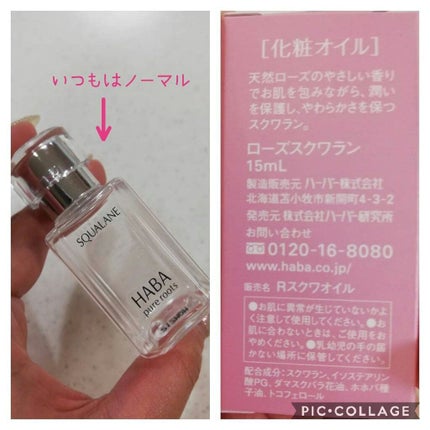 いつもはノーマル
SQUALANE
HABA
pure roots
[化粧オイル]
天然ローズのやさしい香り
でお肌を包みながら、潤い
を保護し、やわらかさを保つ
スクワラン。
ローズスクワラン
15mL
製造販売元 ハーバー株式会社
北海道苫小牧市新開町4-3-2
発売元 株式会社ハーバー研究所
お問い合わせ
0120-16-8080
www.haba.co.jp/
販売名 Rスクワオイル
●お肌に異常が生じていないかよ
く注意して使用してください。●お
肌に合わないときは、ご使用をお
やめください。●乳幼児の手の届
かない場所に保管してください。
配合成分:スクワラン、イソステアリン
酸PG、ダマスクバラ花油、ホホバ種
子油、トコフェロール
PIC・COLLAGE